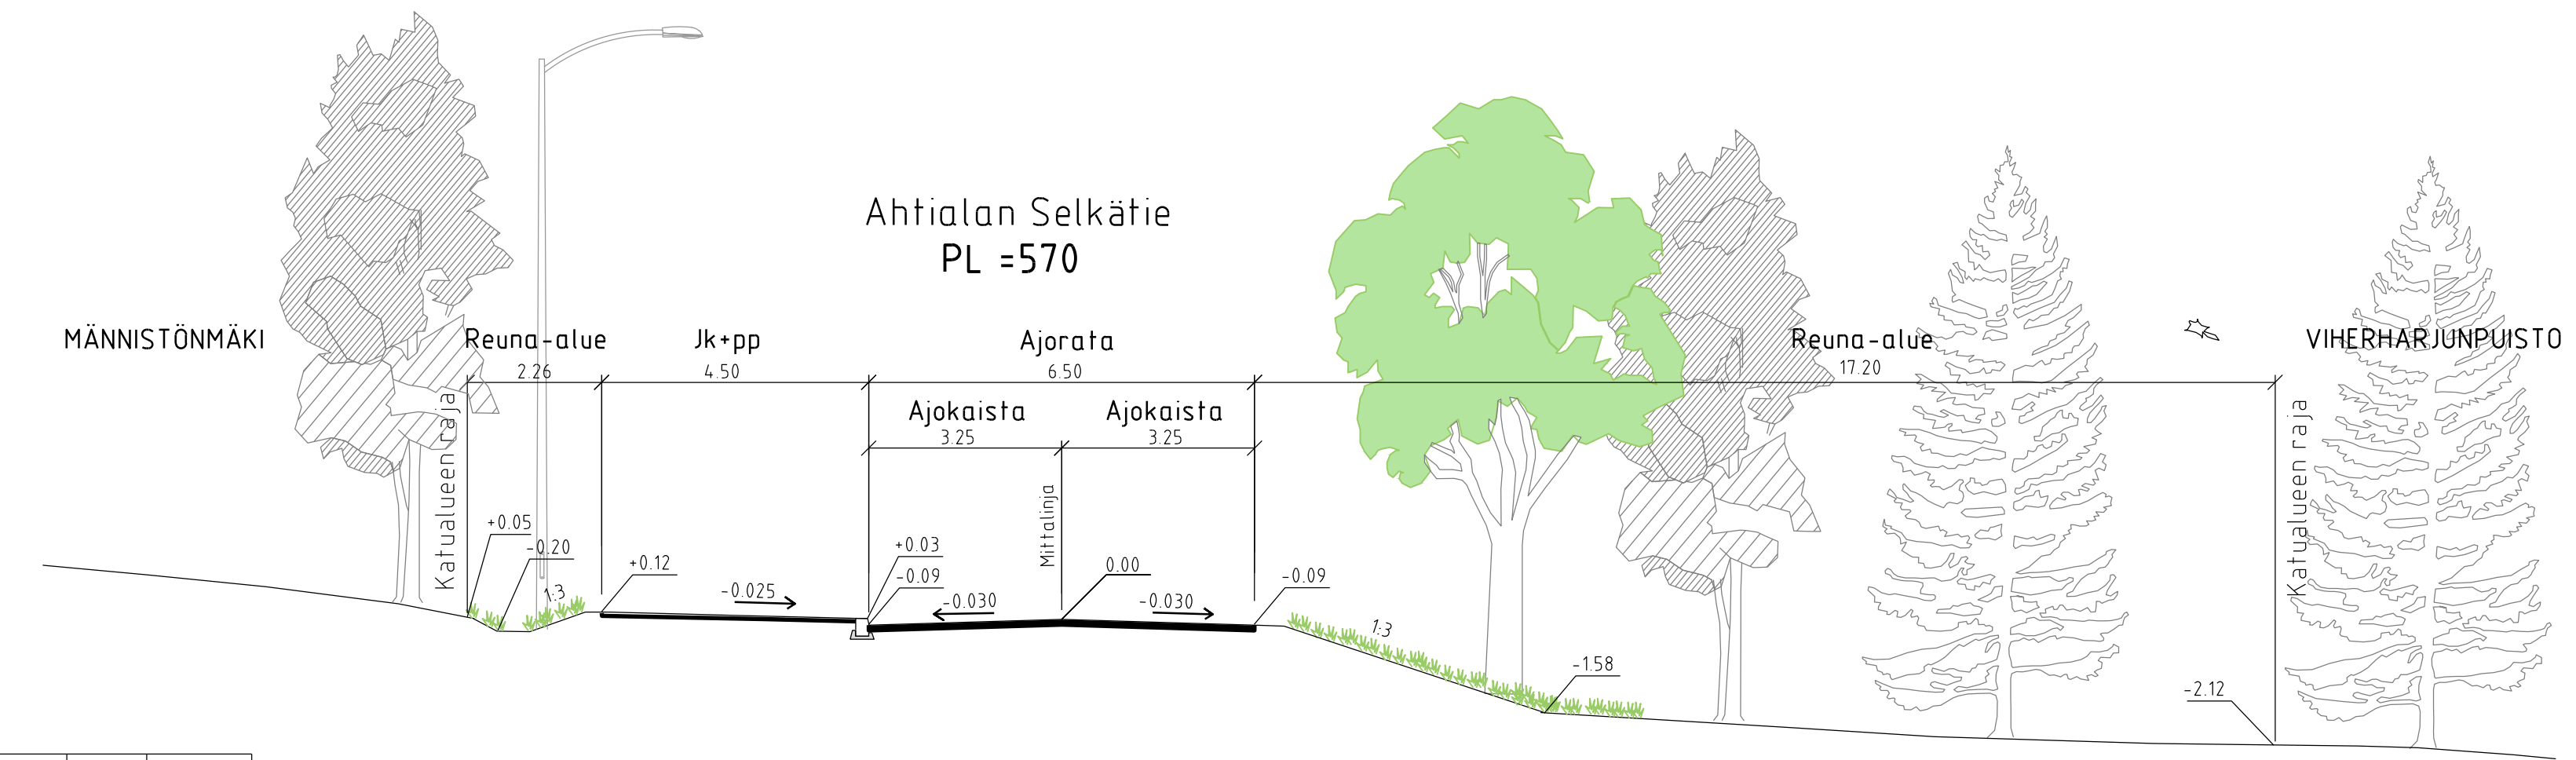 Ahtialan Selkätie
PL =570
MÄNNISTÖNMÄKI
Reuna-alue
Jk+pp
Ajorata
Reuna-alue
VIHERHARJUNPUISTO
2.26
4.50
6.50
17.20
Katualueen raja
Ajokaista
Ajokaista
Katualueen raja
3.25
3.25
Mittalinja
+0.05
-0.20
1:3
+0.12
-0.025
+0.03
-0.09
-0.030
0.00
-0.030
-0.09
1:3
-1.58
-2.12